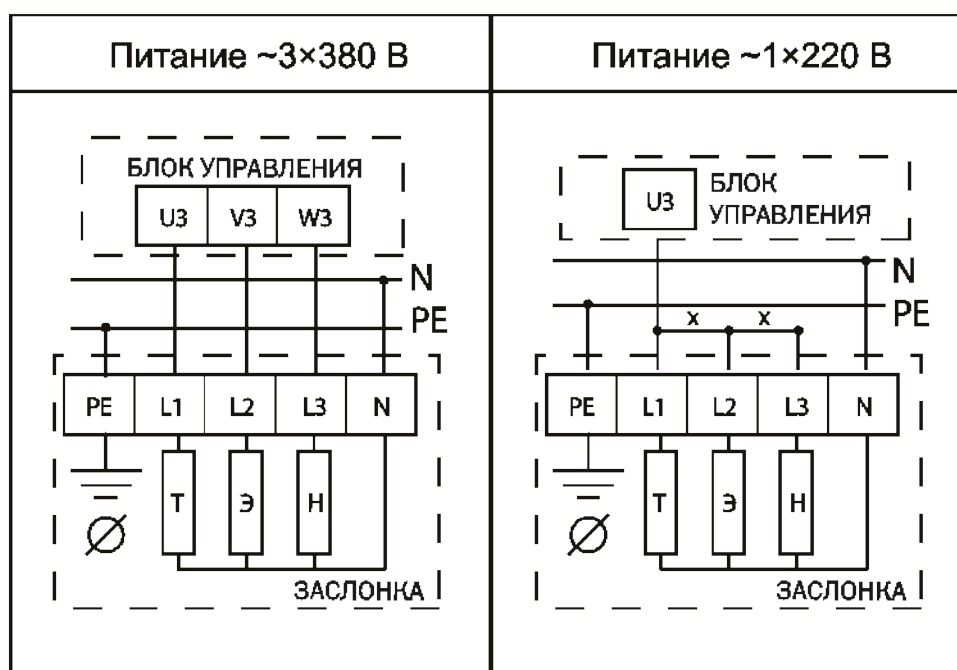 Питание ~3×380 В
БЛОК УПРАВЛЕНИЯ
U3 V3 W3
N
PE
PE L1 L2 L3 N
Т Э Н
ЗАСЛОНКА
Питание ~1×220 В
U3
БЛОК
УПРАВЛЕНИЯ
N
PE
x x
PE L1 L2 L3 N
Т Э Н
ЗАСЛОНКА